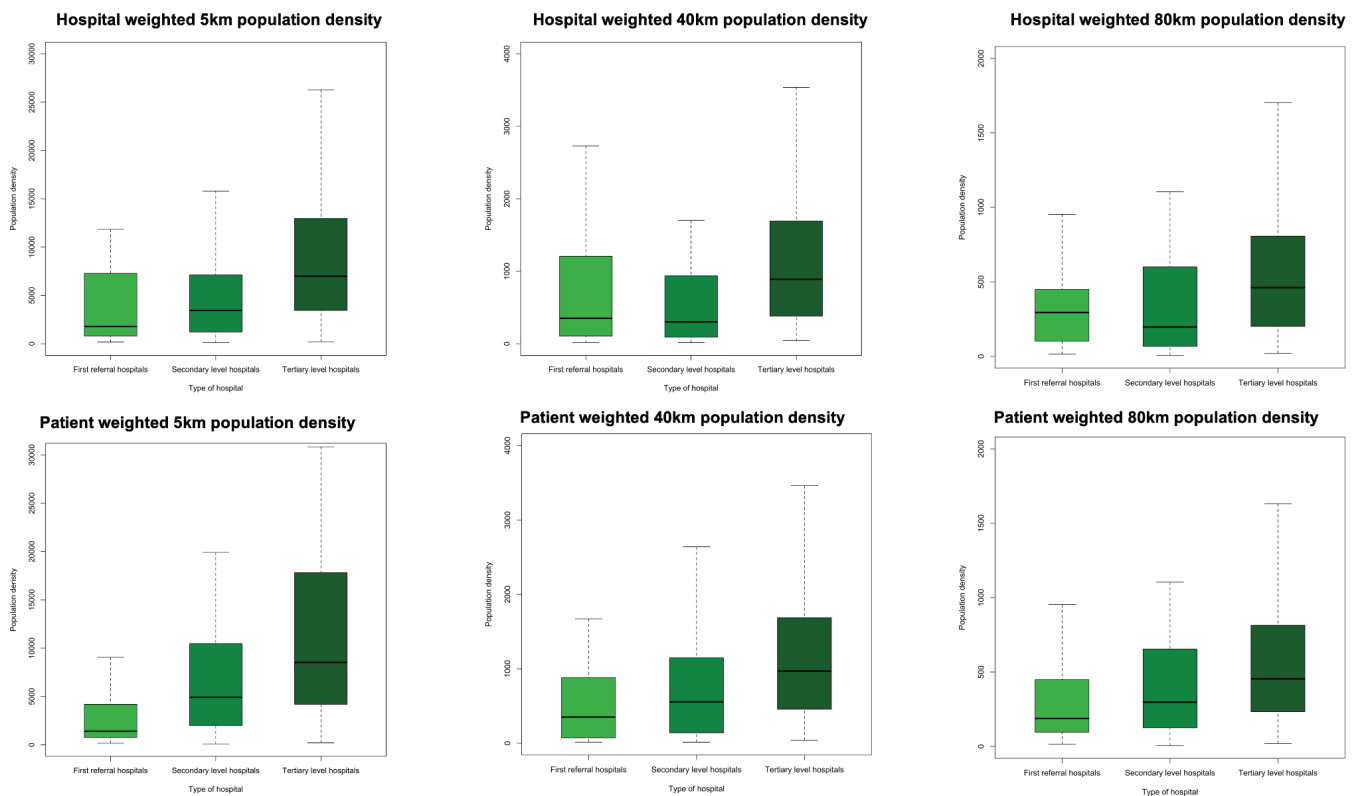 Hospital weighted 5km population density
Population density
30000
25000
20000
15000
10000
5000
0
First referral hospitals Secondary level hospitals Tertiary level hospitals
Type of hospital
Hospital weighted 40km population density
Population density
4000
3000
2000
1000
0
First referral hospitals Secondary level hospitals Tertiary level hospitals
Type of hospital
Hospital weighted 80km population density
Population density
2000
1500
1000
500
0
First referral hospitals Secondary level hospitals Tertiary level hospitals
Type of hospital
Patient weighted 5km population density
Population density
30000
25000
20000
15000
10000
5000
0
First referral hospitals Secondary level hospitals Tertiary level hospitals
Type of hospital
Patient weighted 40km population density
Population density
4000
3000
2000
1000
0
First referral hospitals Secondary level hospitals Tertiary level hospitals
Type of hospital
Patient weighted 80km population density
Population density
2000
1500
1000
500
0
First referral hospitals Secondary level hospitals Tertiary level hospitals
Type of hospital